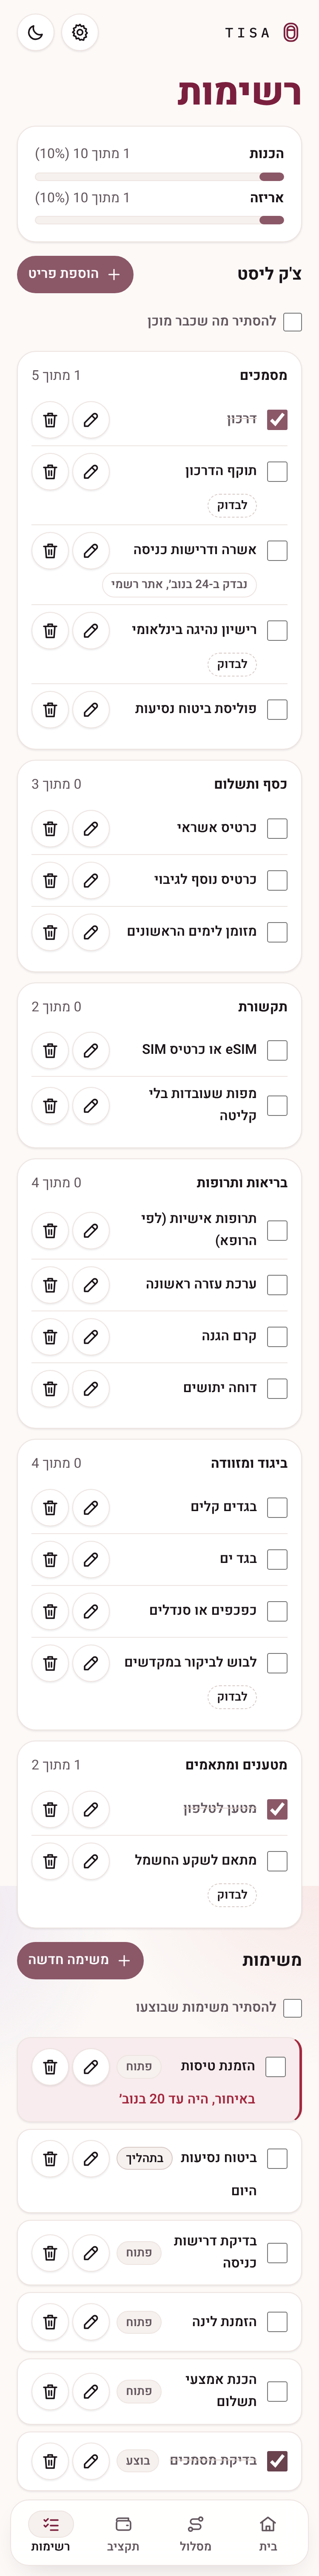 TISA
רשימות
הכנות 1 מתוך 10 (10%)
אריזה 1 מתוך 10 (10%)
צ'ק ליסט
הוספת פריט
להסתיר מה שכבר מוכן
מסמכים 1 מתוך 5
דרכון
תוקף הדרכון
לבדוק
אשרה ודרישות כניסה
נבדק ב-24 בנוב׳, אתר רשמי
רישיון נהיגה בינלאומי
לבדוק
פוליסת ביטוח נסיעות
כסף ותשלום 0 מתוך 3
כרטיס אשראי
כרטיס נוסף לגיבוי
מזומן לימים הראשונים
תקשורת 0 מתוך 2
eSIM או כרטיס SIM
מפות שעובדות בלי
קליטה
בריאות ותרופות 0 מתוך 4
תרופות אישיות (לפי
הרופא)
ערכת עזרה ראשונה
קרם הגנה
דוחה יתושים
ביגוד ומזוודה 0 מתוך 4
בגדים קלים
בגד ים
כפכפים או סנדלים
לבוש לביקור במקדשים
לבדוק
מטענים ומתאמים 1 מתוך 2
מטען לטלפון
מתאם לשקע החשמל
לבדוק
משימות
משימה חדשה
להסתיר משימות שבוצעו
הזמנת טיסות פתוח
באיחור, היה עד 20 בנוב׳
ביטוח נסיעות בתהליך
היום
בדיקת דרישות
כניסה
פתוח
הזמנת לינה פתוח
הכנת אמצעי
תשלום
פתוח
בדיקת מסמכים בוצע
בית
מסלול
תקציב
רשימות